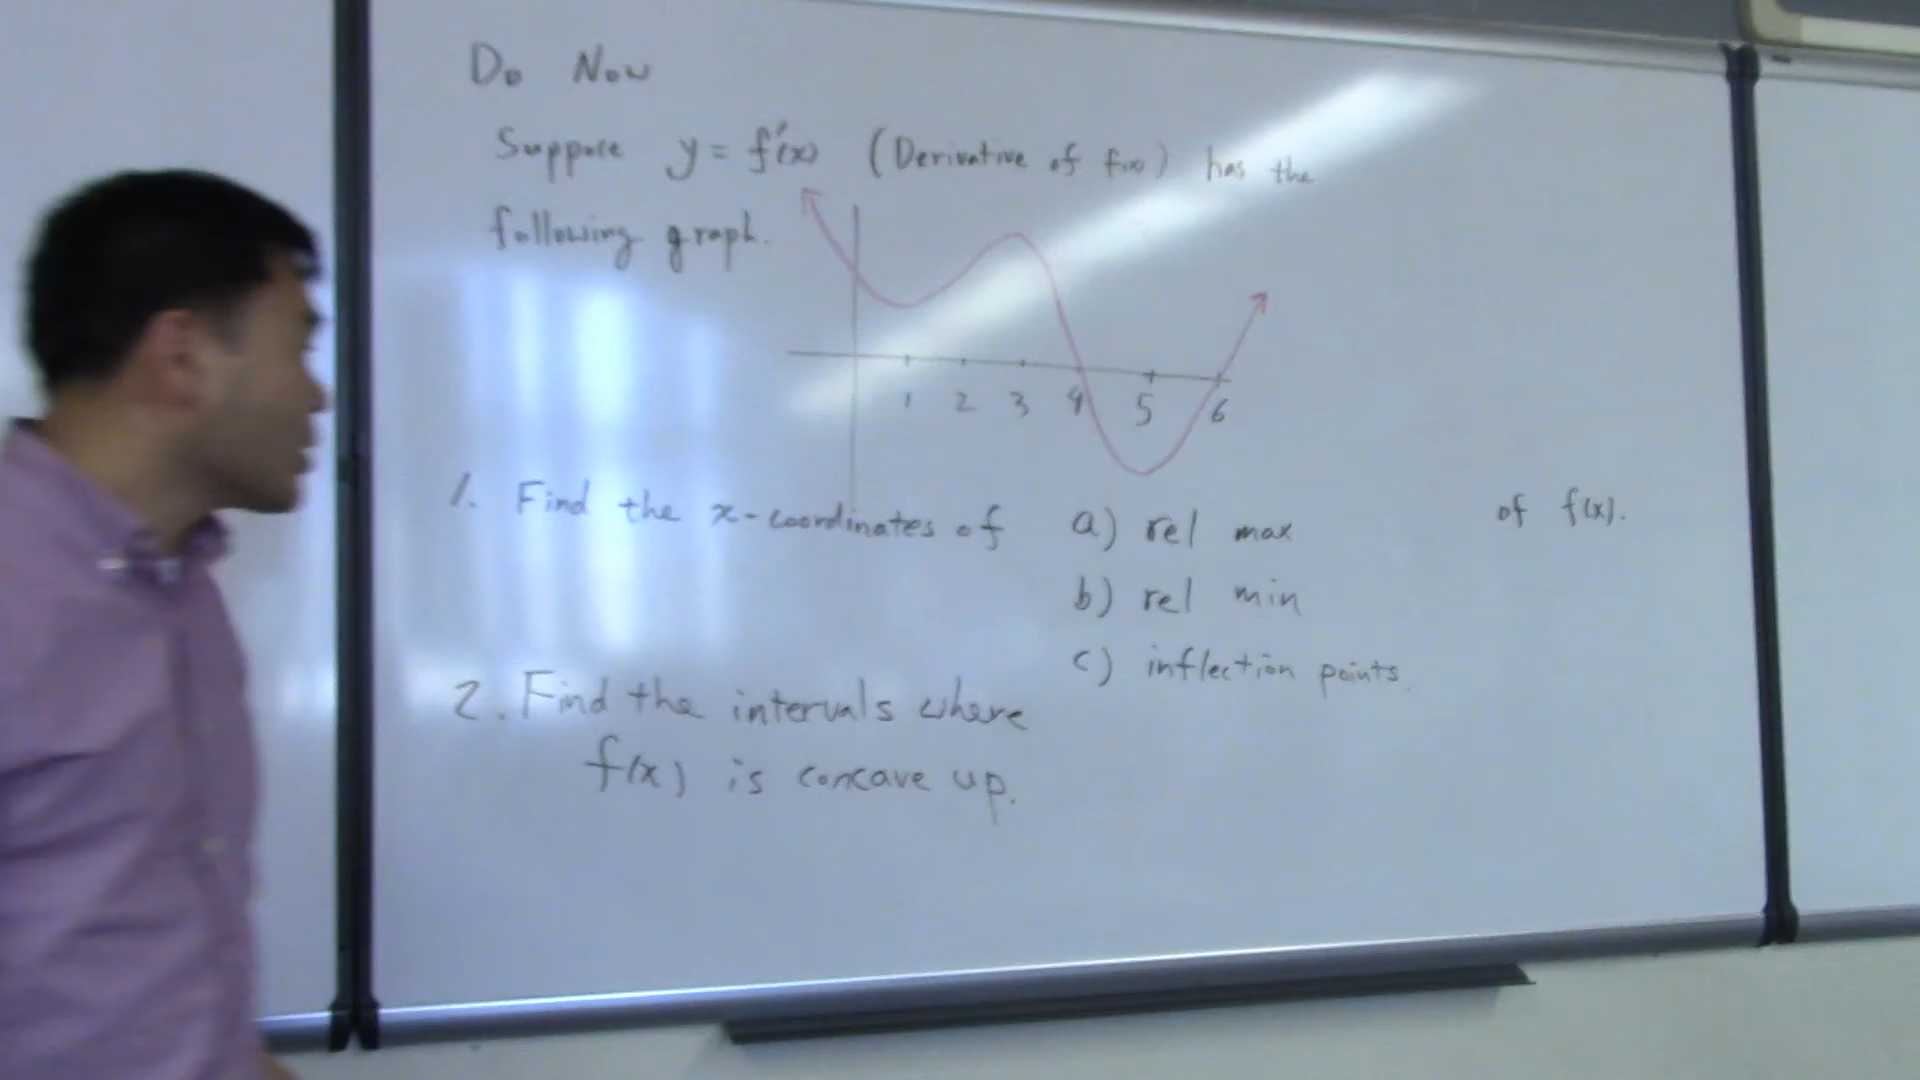 Do Now
Suppose y = f'(x) (Derivative of f(x)) has the
following graph.
1 2 3 4 5 6
1. Find the x-coordinates of a) rel max of f(x).
b) rel min
c) inflection points.
2. Find the intervals where
f(x) is concave up.